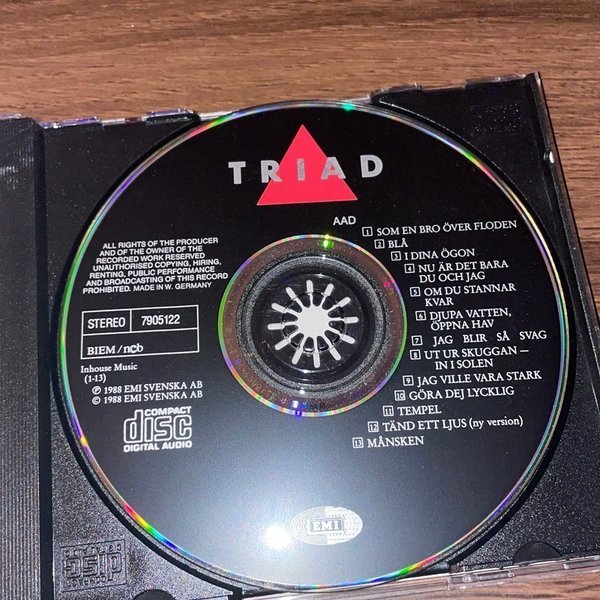 TRIAD
AAD
ALL RIGHTS OF THE PRODUCER
AND OF THE OWNER OF THE
RECORDED WORK RESERVED
UNAUTHORISED COPYING, HIRING,
RENTING, PUBLIC PERFORMANCE
AND BROADCASTING OF THIS RECORD
PROHIBITED. MADE IN W. GERMANY
STEREO 7905122
BIEM/ncb
Inhouse Music
(1-13)
℗ 1988 EMI SVENSKA AB
© 1988 EMI SVENSKA AB
COMPACT
disc
DIGITAL AUDIO
1 SOM EN BRO ÖVER FLODEN
2 BLÅ
3 I DINA ÖGON
4 NU ÄR DET BARA
DU OCH JAG
5 OM DU STANNAR
KVAR
6 DJUPA VATTEN,
ÖPPNA HAV
7 JAG BLIR SÅ SVAG
8 UT UR SKUGGAN –
IN I SOLEN
9 JAG VILLE VARA STARK
10 GÖRA DEJ LYCKLIG
11 TEMPEL
12 TÄND ETT LJUS (ny version)
13 MÅNSKEN
EMI
disc